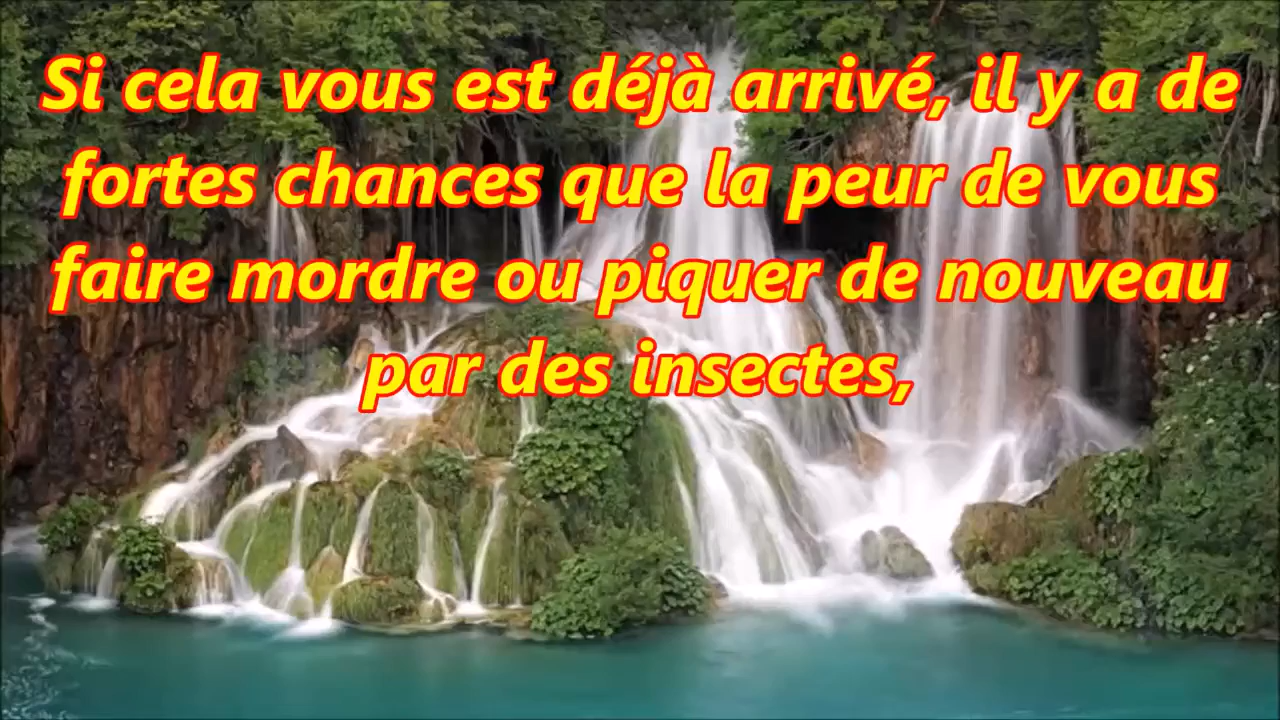 Si cela vous est déjà arrivé, il y a de
fortes chances que la peur de vous
faire mordre ou piquer de nouveau
par des insectes,